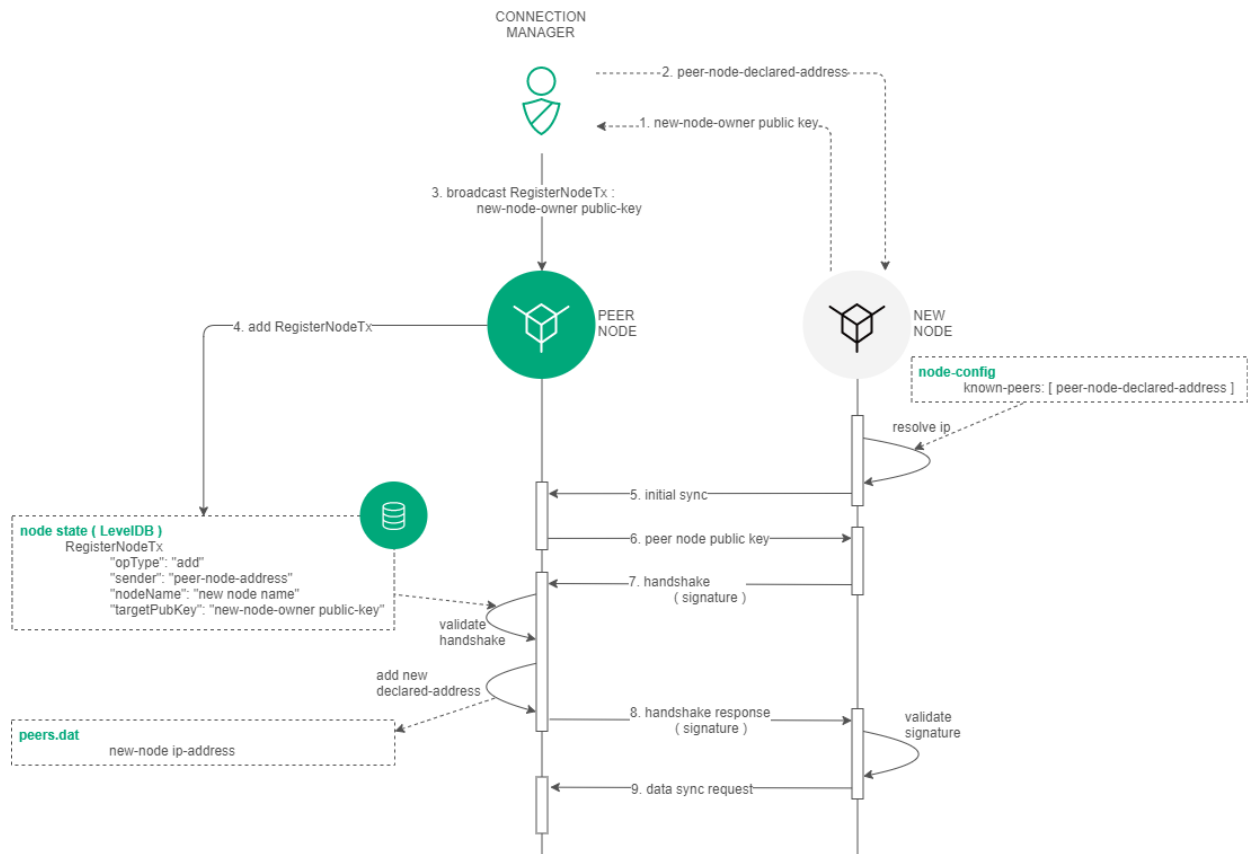 CONNECTION
MANAGER
2. peer-node-declared-address
1. new-node-owner public key
3. broadcast RegisterNodeTx :
new-node-owner public-key
4. add RegisterNodeTx
PEER
NODE
NEW
NODE
node-config
known-peers: [ peer-node-declared-address ]
resolve ip
5. initial sync
node state ( LevelDB )
RegisterNodeTx
"opType": "add"
"sender": "peer-node-address"
"nodeName": "new node name"
"targetPubKey": "new-node-owner public-key"
6. peer node public key
7. handshake
( signature )
validate
handshake
add new
declared-address
8. handshake response
( signature )
validate
signature
peers.dat
new-node ip-address
9. data sync request